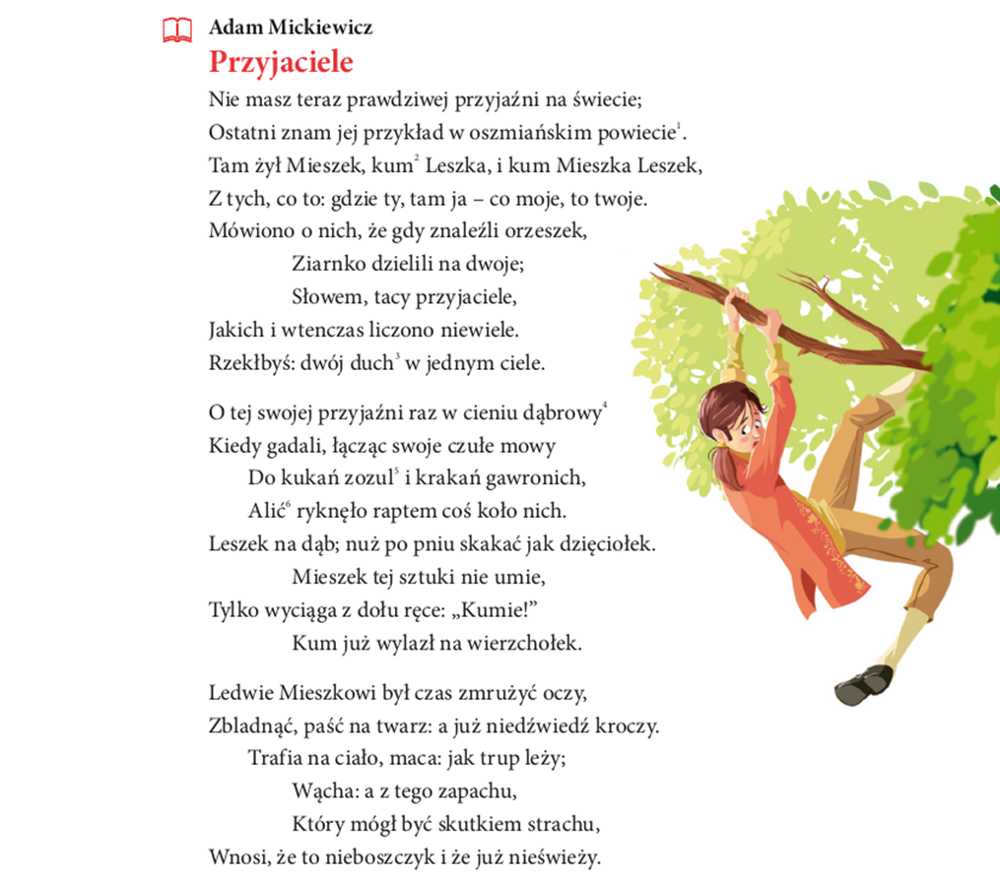 Adam Mickiewicz
Przyjaciele
Nie masz teraz prawdziwej przyjaźni na świecie;
Ostatni znam jej przykład w oszmiańskim powiecie¹.
Tam żył Mieszek, kum² Leszka, i kum Mieszka Leszek,
Z tych, co to: gdzie ty, tam ja – co moje, to twoje.
Mówiono o nich, że gdy znaleźli orzeszek,
Ziarnko dzielili na dwoje;
Słowem, tacy przyjaciele,
Jakich i wtenczas liczono niewiele.
Rzekłbyś: dwój duch³ w jednym ciele.
O tej swojej przyjaźni raz w cieniu dąbrowy⁴
Kiedy gadali, łącząc swoje czułe mowy
Do kukań zozul⁵ i krakań gawronich,
Alić⁶ ryknęło raptem coś koło nich.
Leszek na dąb; nuż po pniu skakać jak dzięciołek.
Mieszek tej sztuki nie umie,
Tylko wyciąga z dołu ręce: „Kumie!”
Kum już wylazł na wierzchołek.
Ledwie Mieszkowi był czas zmrużyć oczy,
Zbladnąć, paść na twarz: a już niedźwiedź kroczy.
Trafia na ciało, maca: jak trup leży;
Wącha: a z tego zapachu,
Który mógł być skutkiem strachu,
Wnosi, że to nieboszczyk i że już nieświeży.